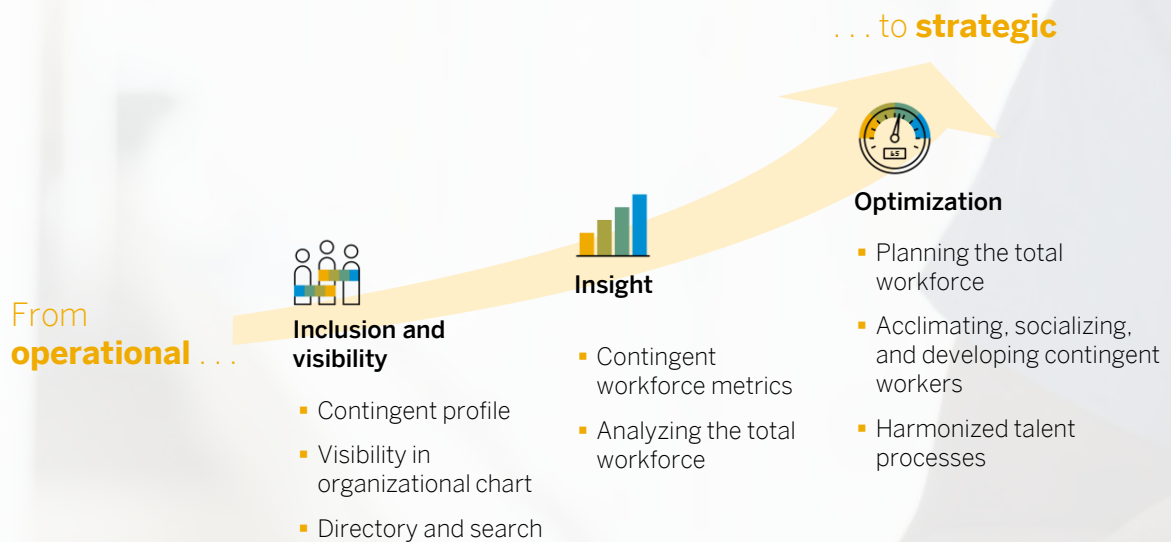 . . . to strategic
From
operational . . .
Inclusion and
visibility
▪ Contingent profile
▪ Visibility in
organizational chart
▪ Directory and search
Insight
▪ Contingent
workforce metrics
▪ Analyzing the total
workforce
65
Optimization
▪ Planning the total
workforce
▪ Acclimating, socializing,
and developing contingent
workers
▪ Harmonized talent
processes